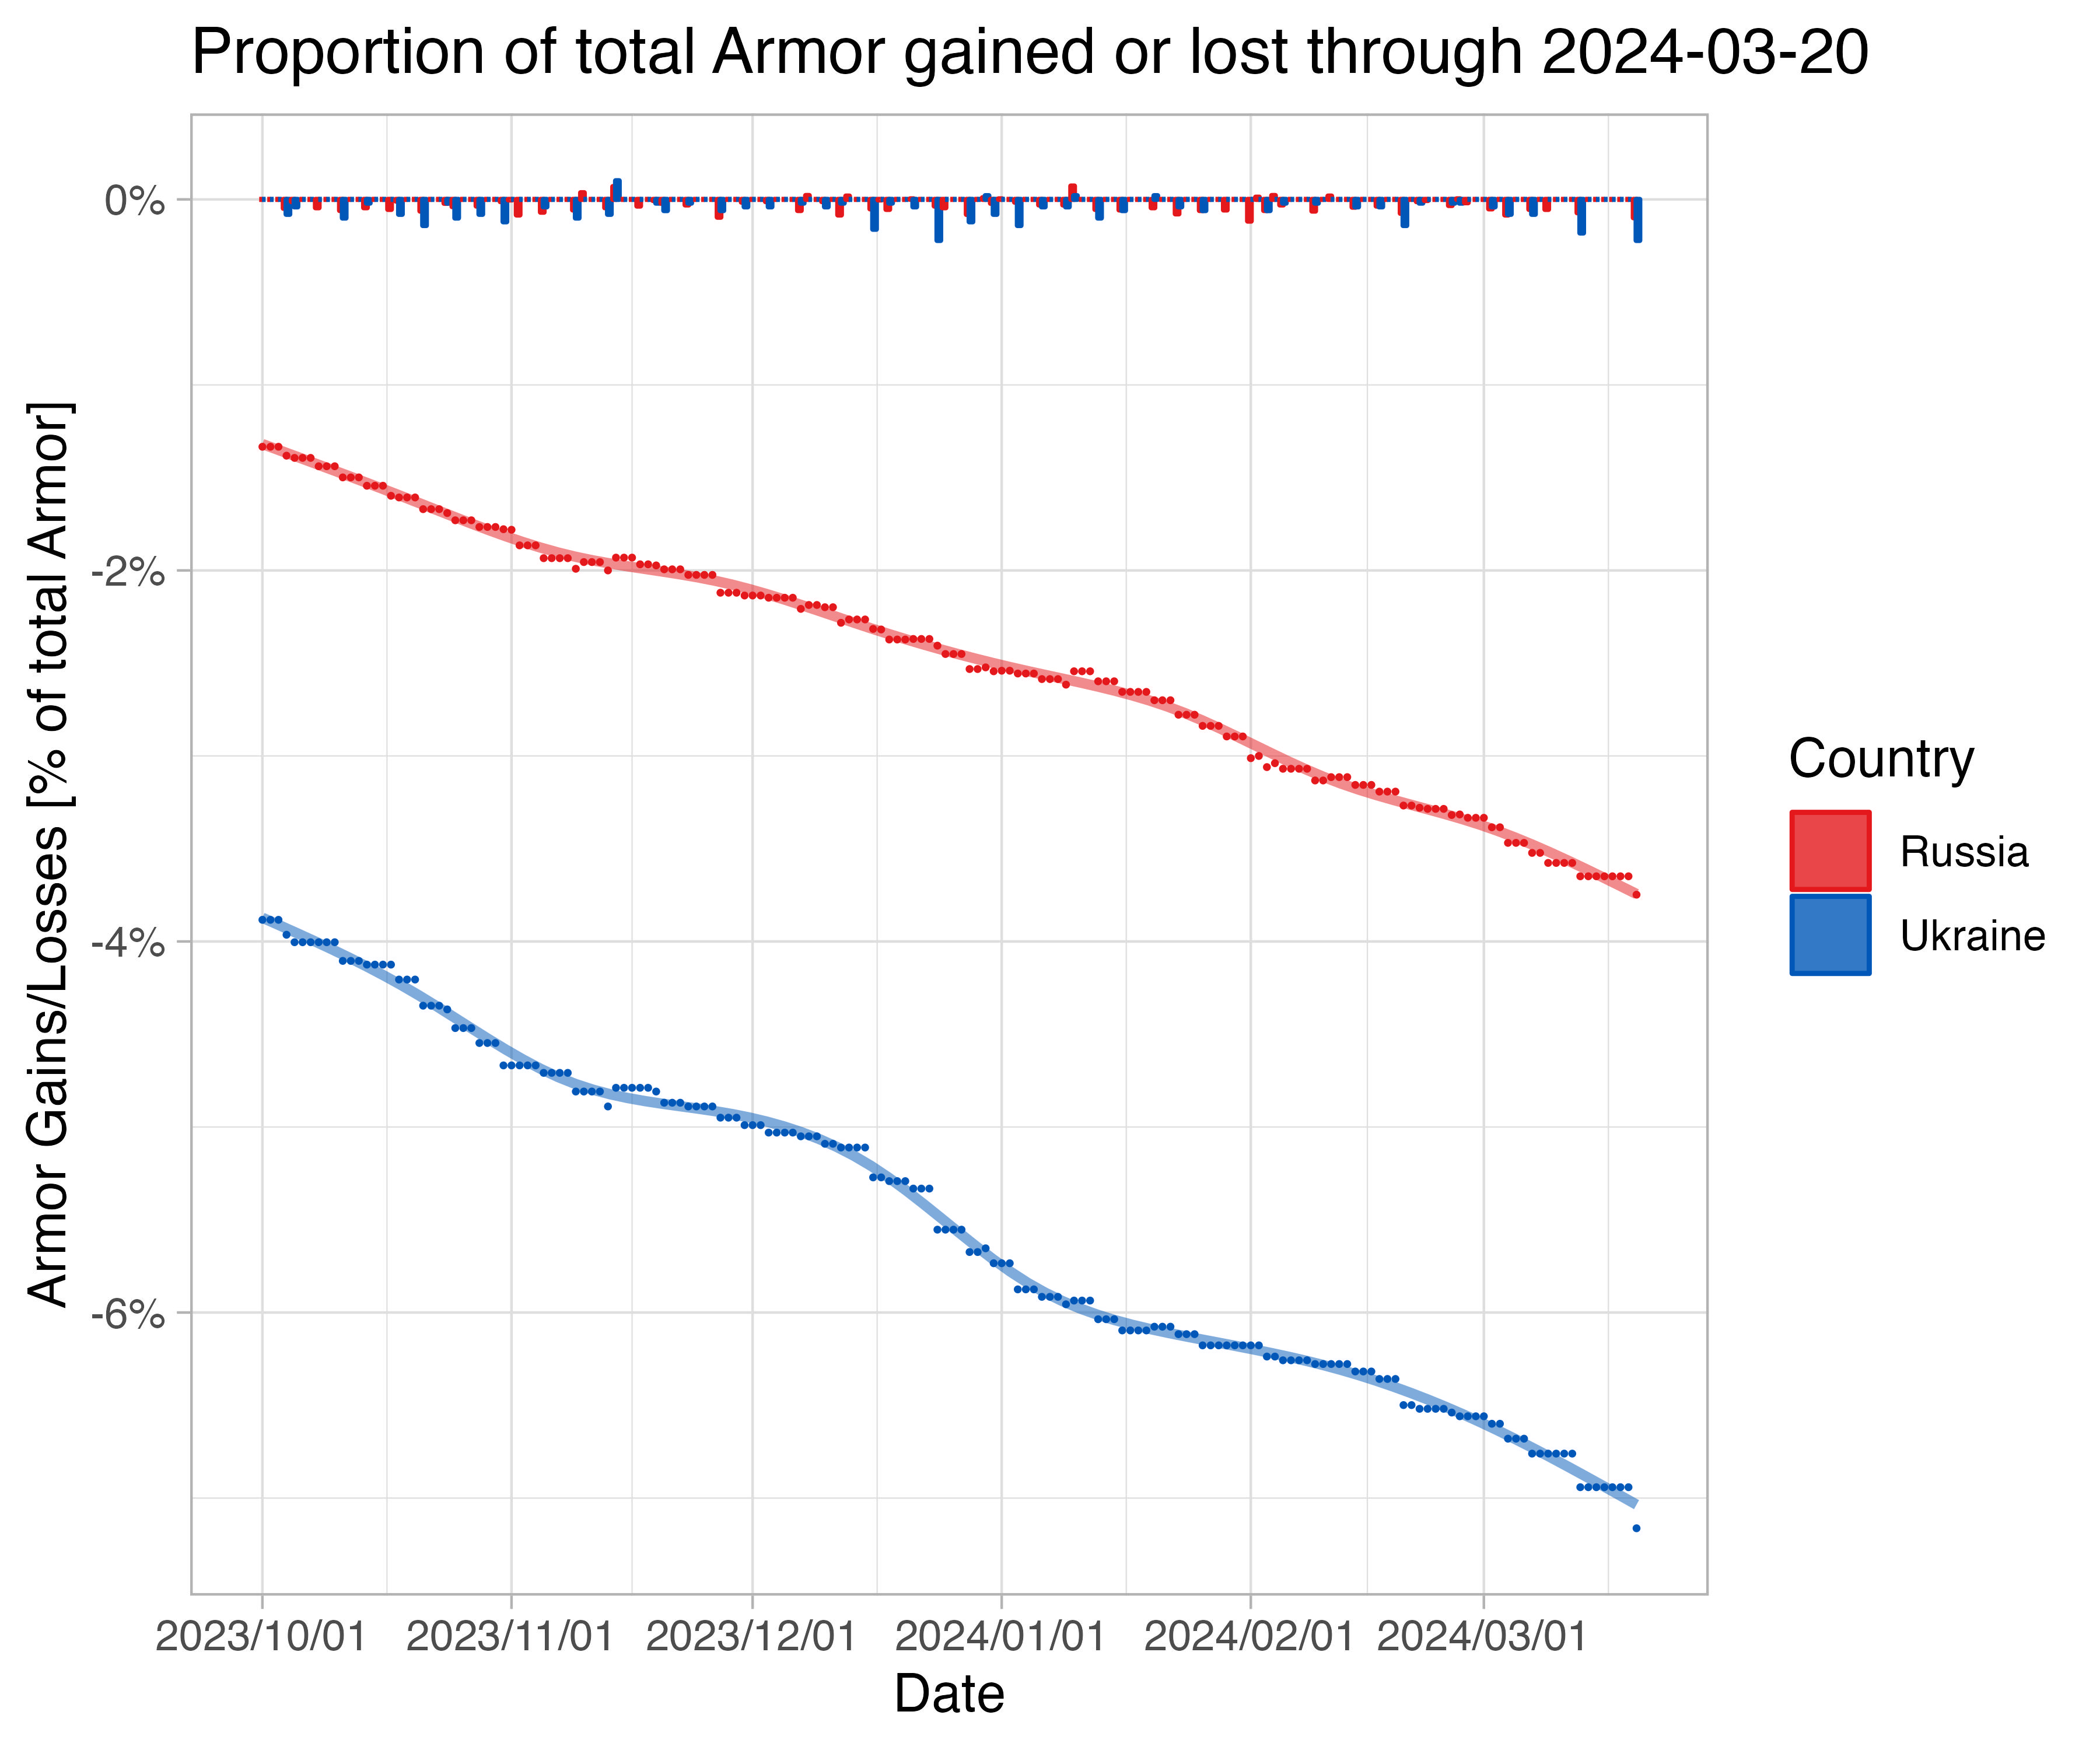 Proportion of total Armor gained or lost through 2024-03-20
Armor Gains/Losses [% of total Armor]
0%
-2%
-4%
-6%
2023/10/01
2023/11/01
2023/12/01
2024/01/01
2024/02/01
2024/03/01
Date
Country
Russia
Ukraine